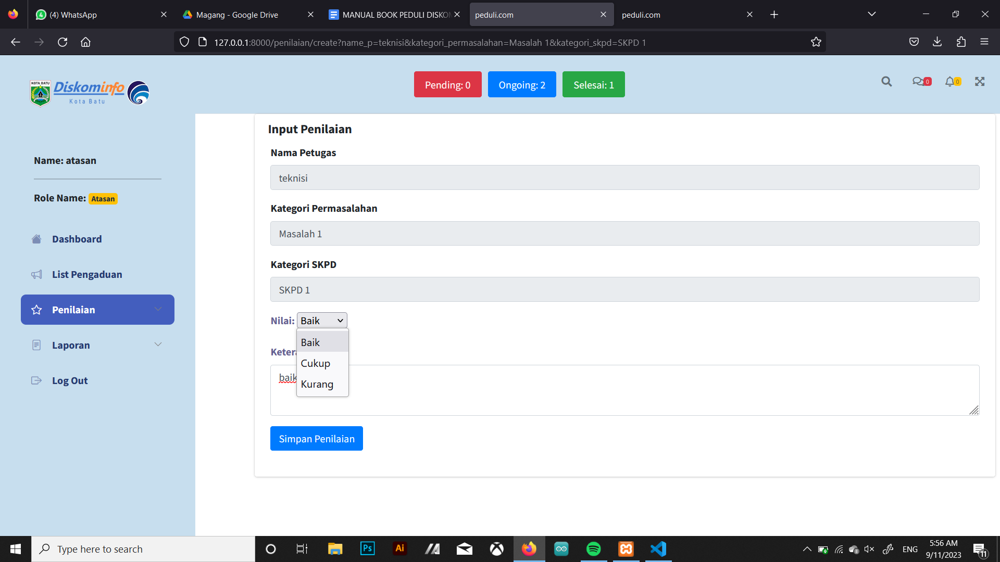 (4) WhatsApp
Magang - Google Drive
MANUAL BOOK PEDULI DISKON
peduli.com
peduli.com
127.0.0.1:8000/penilaian/create?name_p=teknisi&kategori_permasalahan=Masalah 1&kategori_skpd=SKPD 1
KOTA BATU
Diskominfo
Kota Batu
Pending: 0
Ongoing: 2
Selesai: 1
0
0
Name: atasan
Role Name: Atasan
Dashboard
List Pengaduan
Penilaian
Laporan
Log Out
Input Penilaian
Nama Petugas
teknisi
Kategori Permasalahan
Masalah 1
Kategori SKPD
SKPD 1
Nilai: Baik
Baik
Cukup
Kurang
baik
Simpan Penilaian
Type here to search
Ps
Ai
ENG
5:56 AM
9/11/2023
11